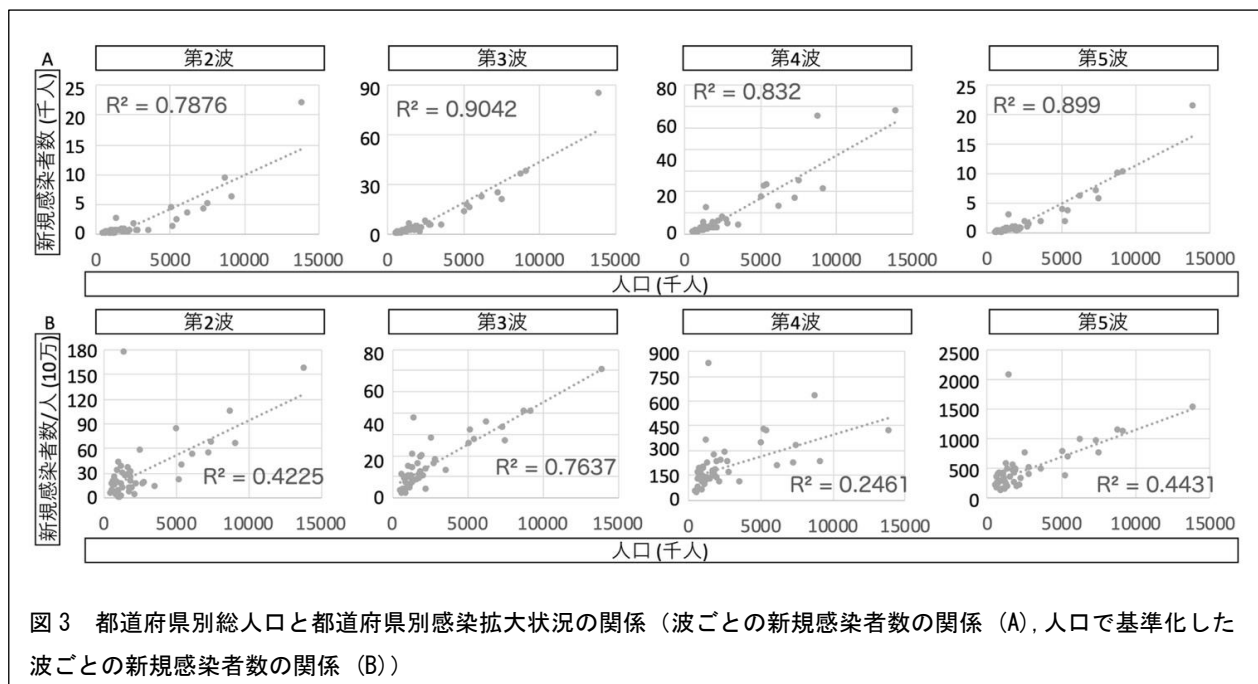 A
第2波
第3波
第4波
第5波
新規感染者数 (千人)
25
20
15
10
5
0
R² = 0.7876
0 5000 10000 15000
90
60
30
0
R² = 0.9042
0 5000 10000 15000
80
60
40
20
0
R² = 0.832
0 5000 10000 15000
25
20
15
10
5
0
R² = 0.899
0 5000 10000 15000
人口 (千人)
B
第2波
第3波
第4波
第5波
新規感染者数/人 (10万)
180
150
120
90
60
30
0
R² = 0.4225
0 5000 10000 15000
80
60
40
20
0
R² = 0.7637
0 5000 10000 15000
900
750
600
450
300
150
0
R² = 0.2461
0 5000 10000 15000
2500
2000
1500
1000
500
0
R² = 0.4431
0 5000 10000 15000
人口 (千人)
図 3 都道府県別総人口と都道府県別感染拡大状況の関係（波ごとの新規感染者数の関係 (A), 人口で基準化した
波ごとの新規感染者数の関係 (B)）